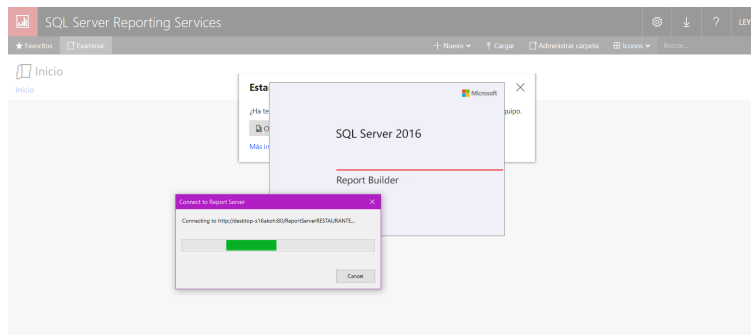 SQL Server Reporting Services
? LEY
Favoritos Examinar + Nuevo Cargar Administrar carpeta Iconos Buscar...
Inicio
Inicio
Esta
Microsoft
¿Ha te
quipo.
SQL Server 2016
Más in
Report Builder
Connect to Report Server
Connecting to http://desktop-s16akoh:80/ReportServerRESTAURANTE...
Cancel